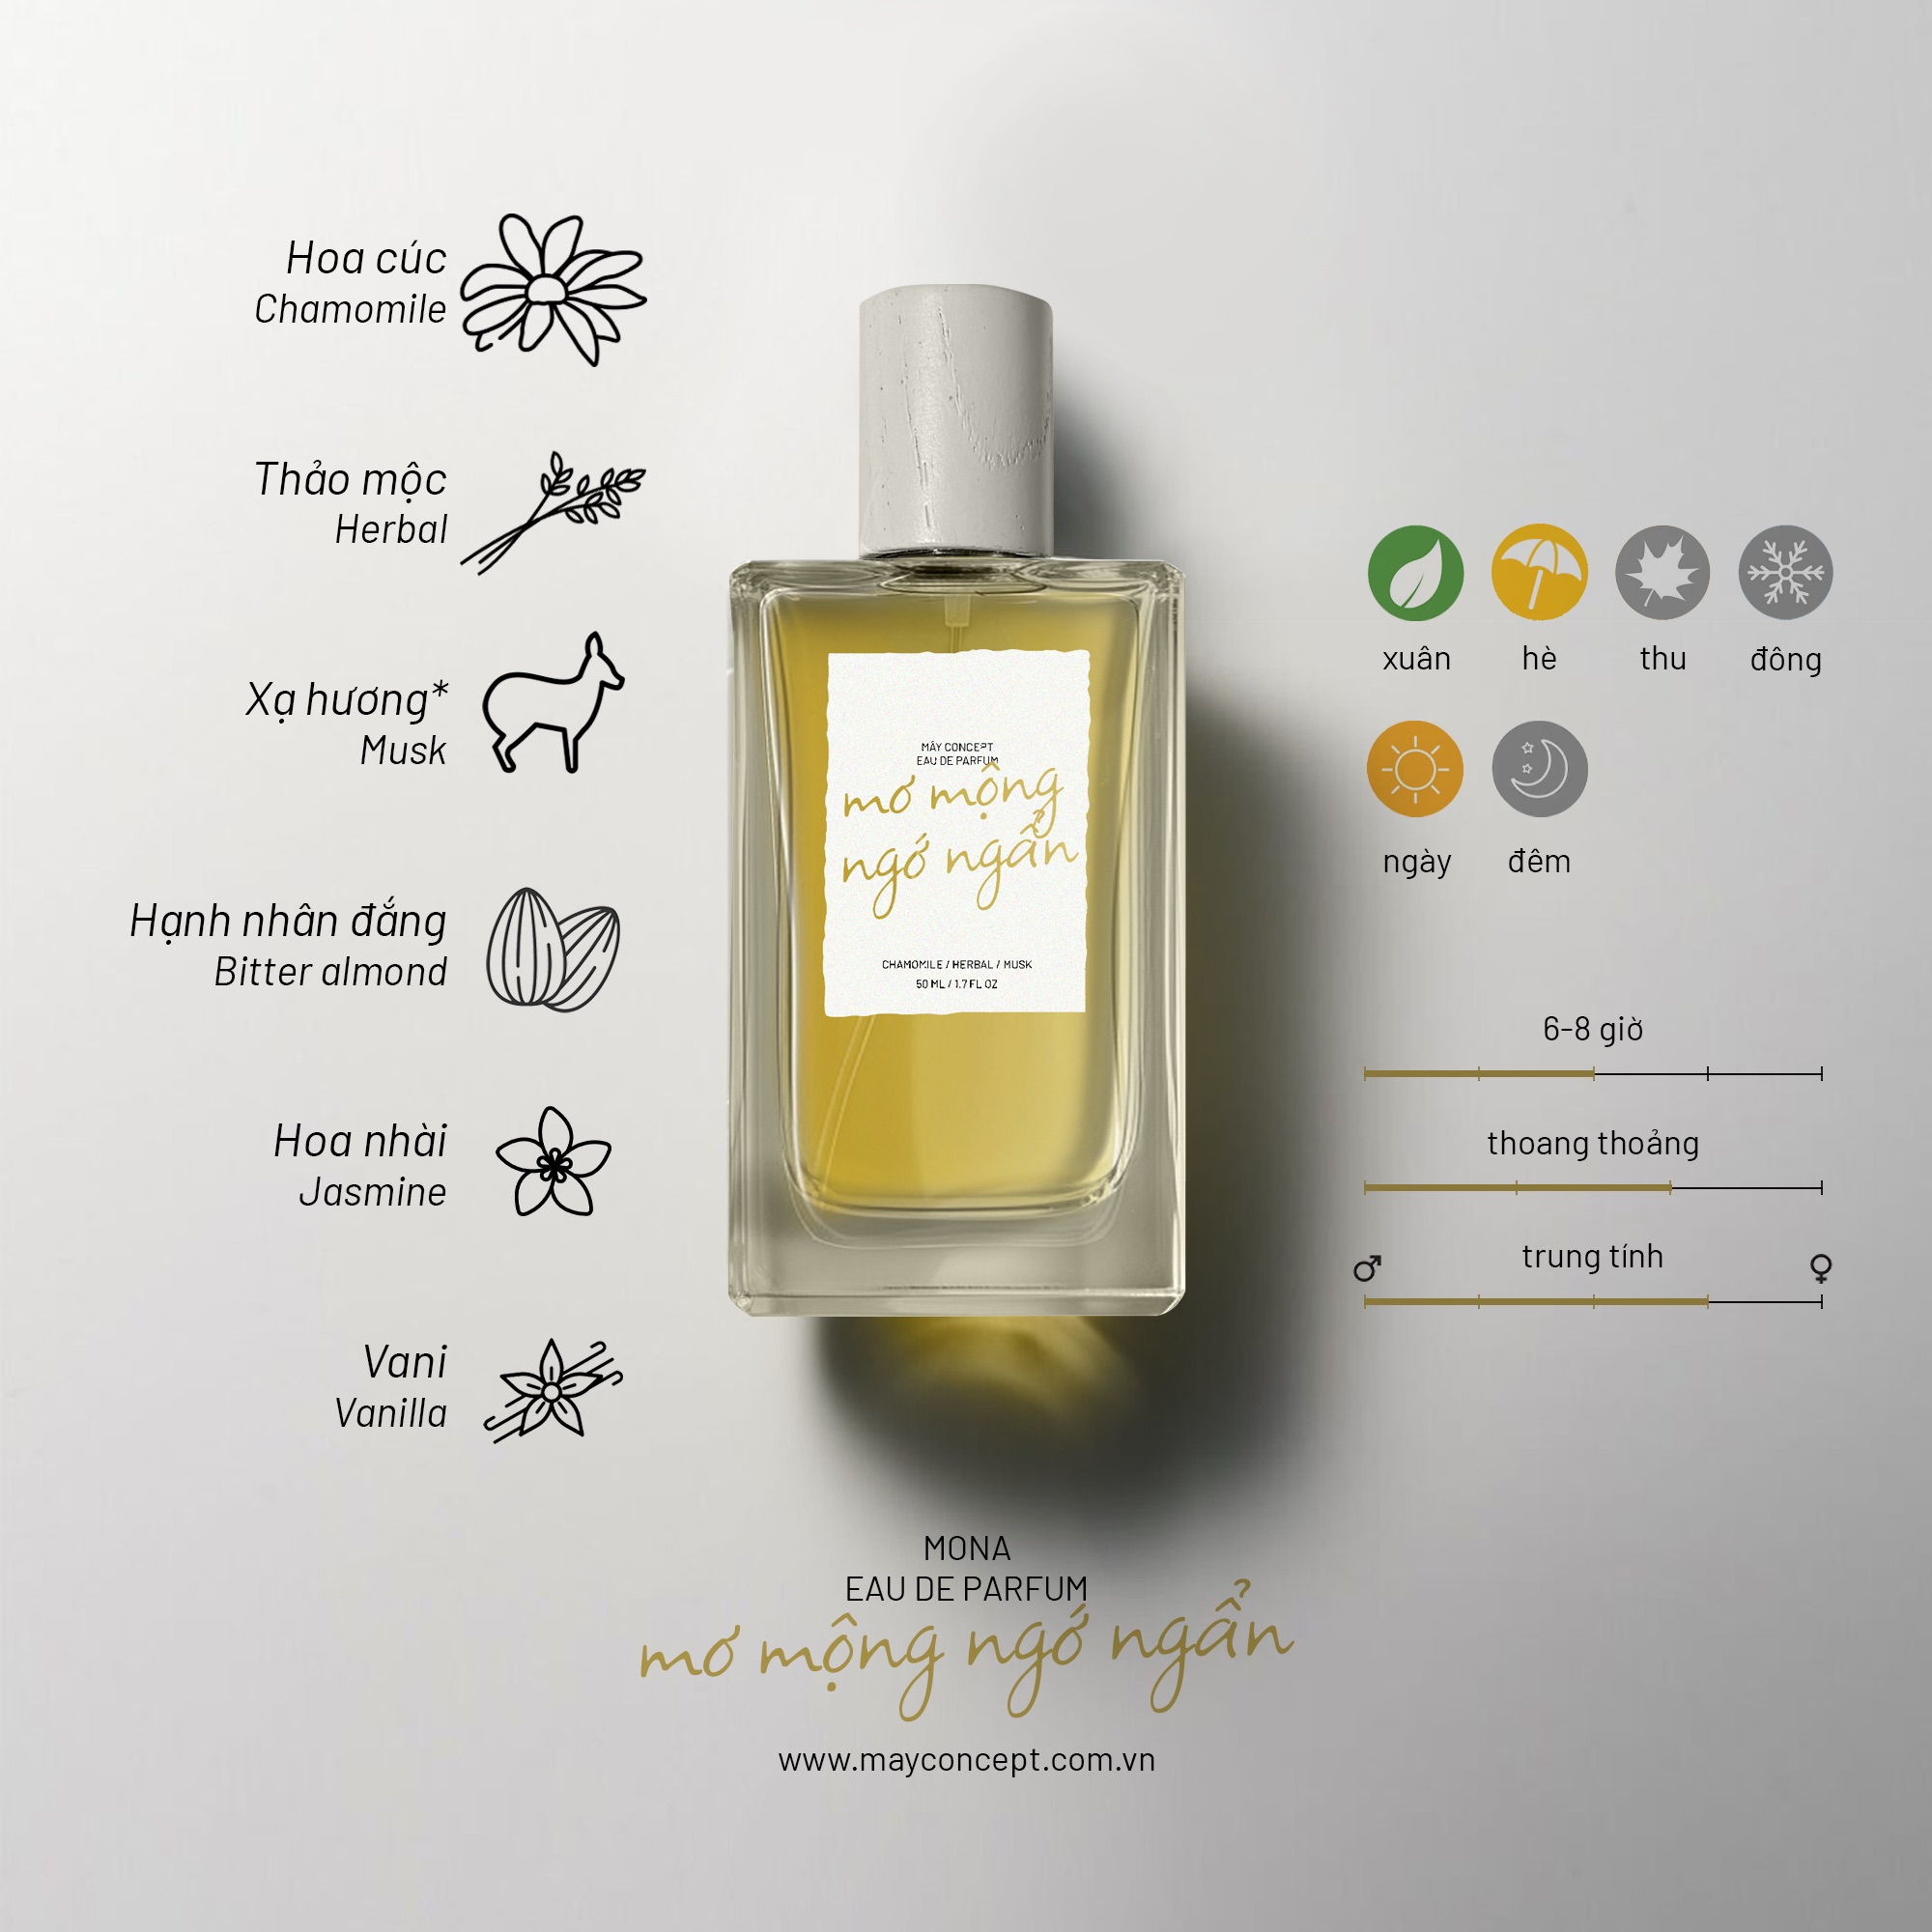 Hoa cúc
Chamomile
Thảo mộc
Herbal
Xạ hương*
Musk
Hạnh nhân đắng
Bitter almond
Hoa nhài
Jasmine
Vani
Vanilla
MÂY CONCEPT
EAU DE PARFUM
mơ mộng
ngớ ngẩn
CHAMOMILE / HERBAL / MUSK
50 ML / 1.7 FL OZ
xuân hè thu đông
ngày đêm
6-8 giờ
thoang thoảng
♂ trung tính ♀
MONA
EAU DE PARFUM
mơ mộng ngớ ngẩn
www.mayconcept.com.vn